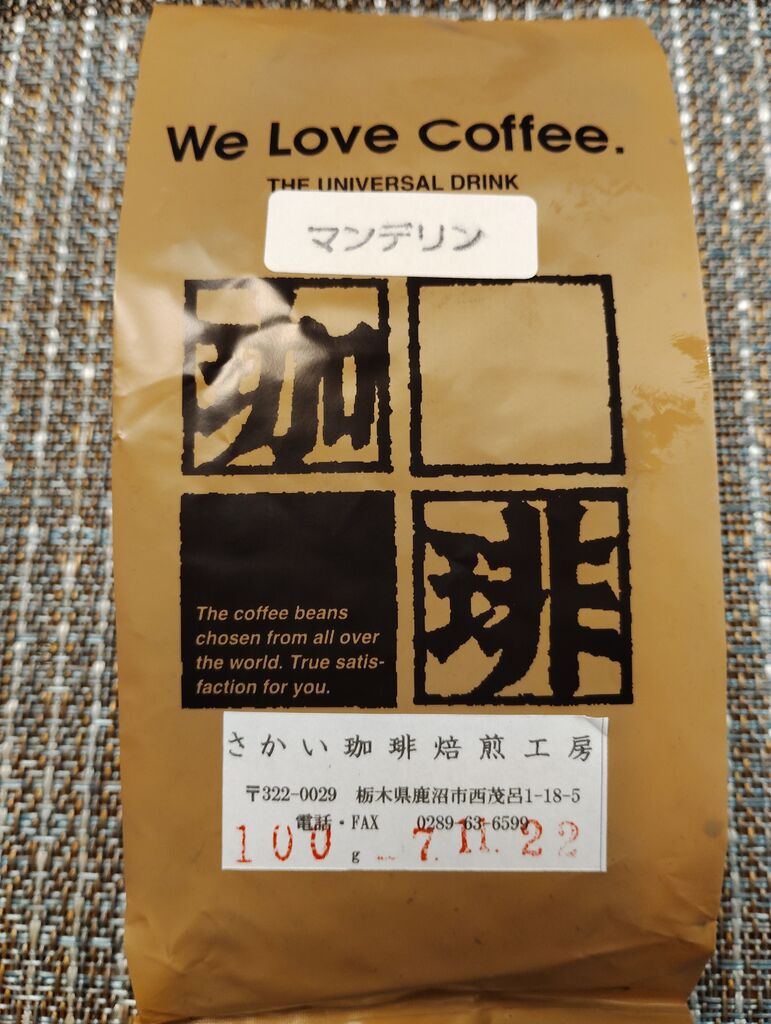 We Love Coffee.
THE UNIVERSAL DRINK
マンデリン
珈
琲
The coffee beans
chosen from all over
the world. True satis-
faction for you.
さかい珈琲焙煎工房
〒322-0029 栃木県鹿沼市西茂呂1-18-5
電話・FAX 0289-63-6599
100g 7.11.22